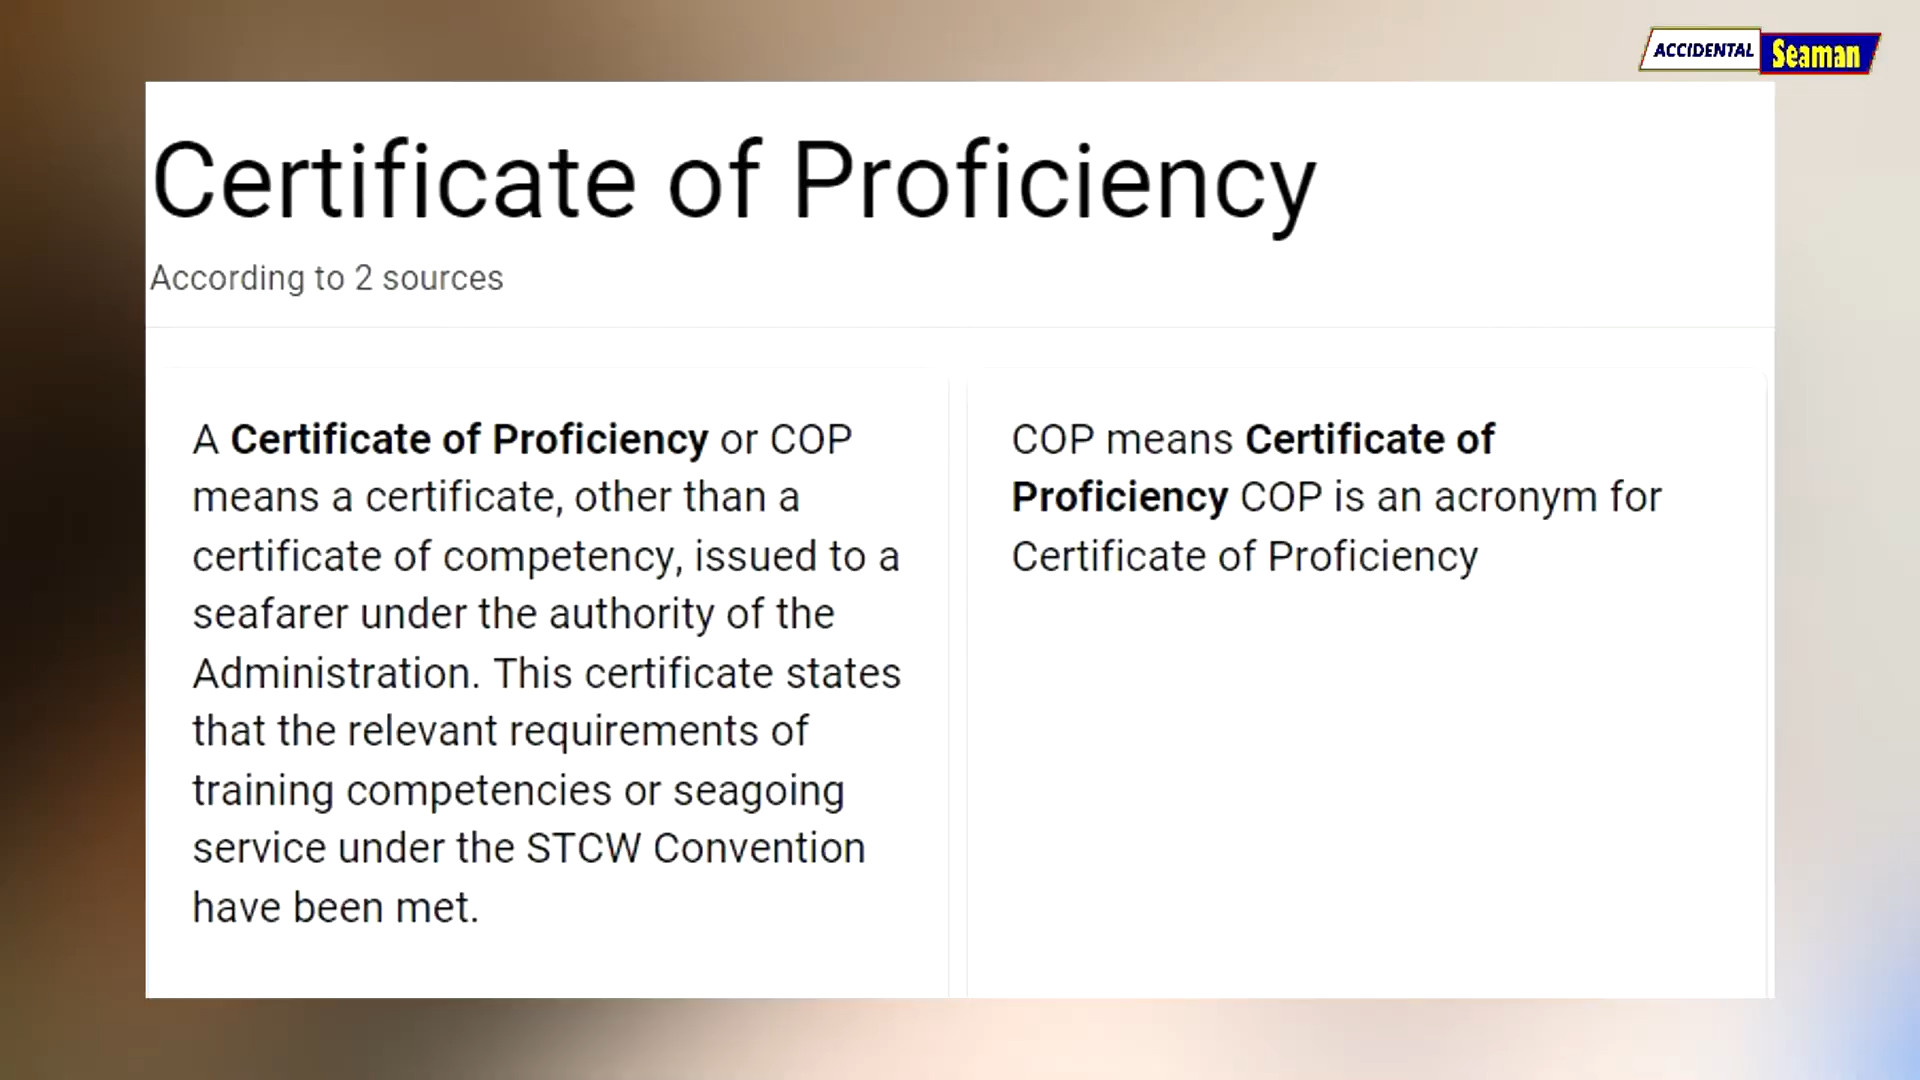 ACCIDENTAL Seaman
Certificate of Proficiency
According to 2 sources
A Certificate of Proficiency or COP
means a certificate, other than a
certificate of competency, issued to a
seafarer under the authority of the
Administration. This certificate states
that the relevant requirements of
training competencies or seagoing
service under the STCW Convention
have been met.
COP means Certificate of
Proficiency COP is an acronym for
Certificate of Proficiency